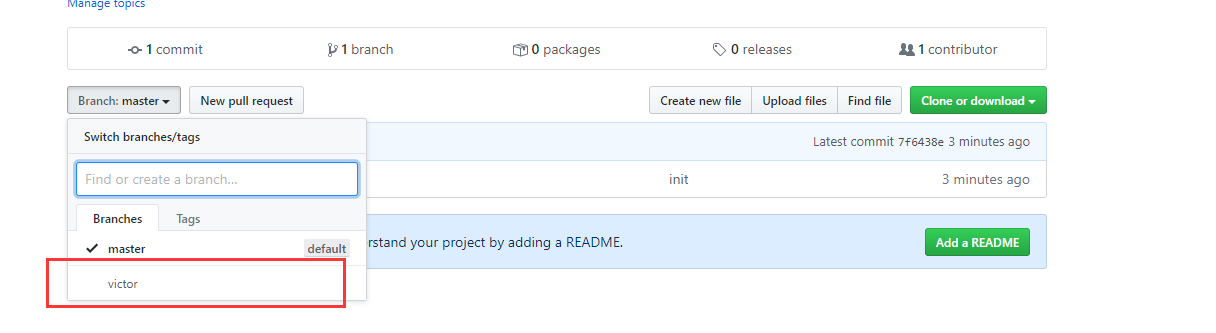 Manage topics
1 commit 1 branch 0 packages 0 releases 1 contributor
Branch: master New pull request Create new file Upload files Find file Clone or download
Switch branches/tags
Latest commit 7f6438e 3 minutes ago
Find or create a branch...
init 3 minutes ago
Branches Tags
master default
erstand your project by adding a README. Add a README
victor